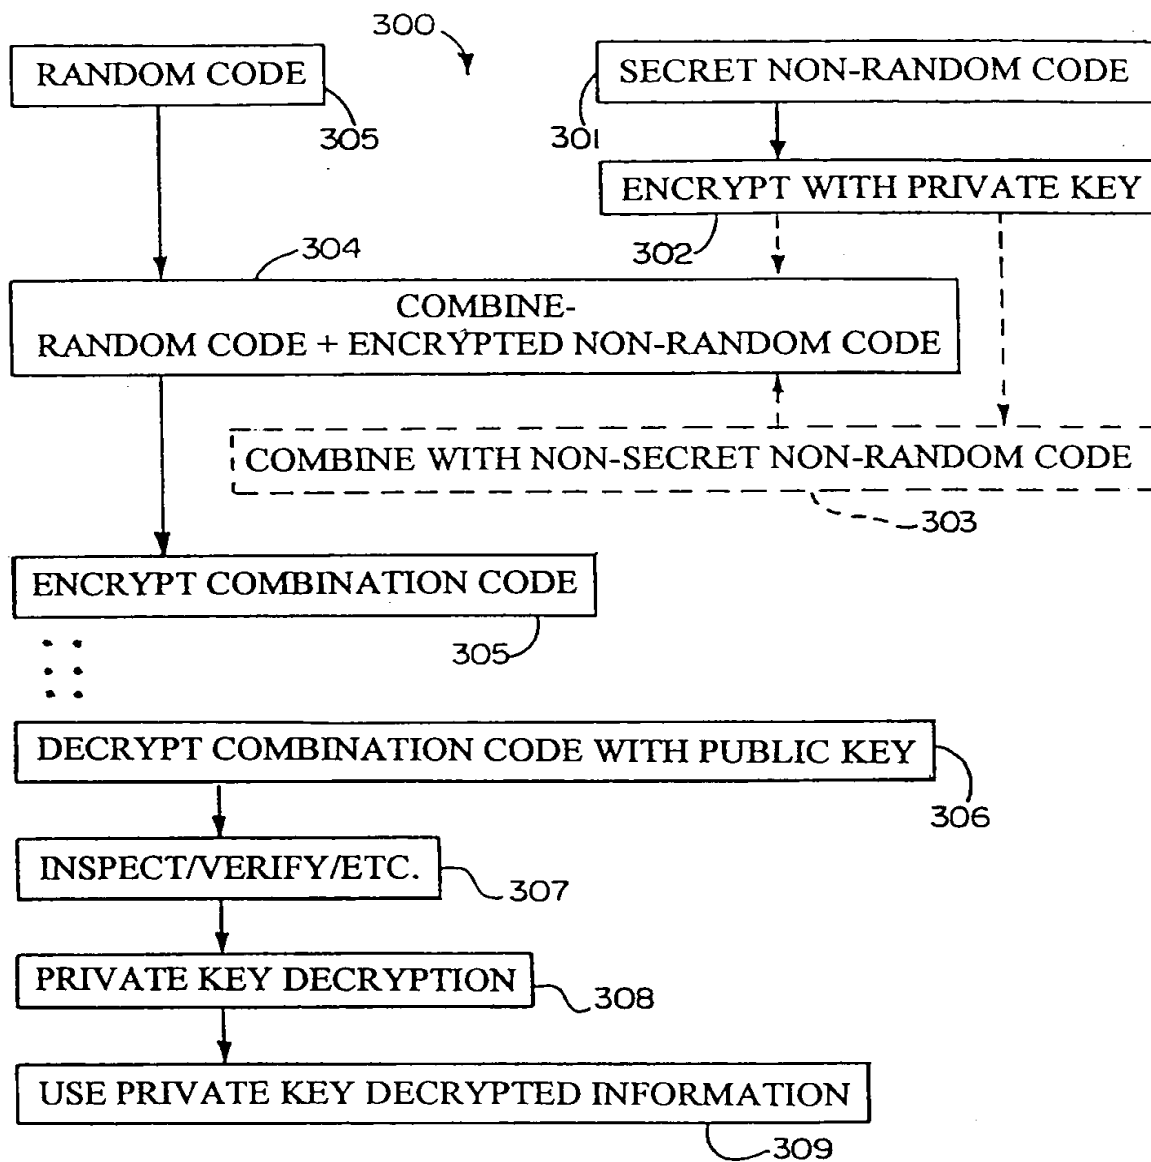 300
RANDOM CODE
305
SECRET NON-RANDOM CODE
301
ENCRYPT WITH PRIVATE KEY
302
304
COMBINE-
RANDOM CODE + ENCRYPTED NON-RANDOM CODE
COMBINE WITH NON-SECRET NON-RANDOM CODE
303
ENCRYPT COMBINATION CODE
305
DECRYPT COMBINATION CODE WITH PUBLIC KEY
306
INSPECT/VERIFY/ETC.
307
PRIVATE KEY DECRYPTION
308
USE PRIVATE KEY DECRYPTED INFORMATION
309